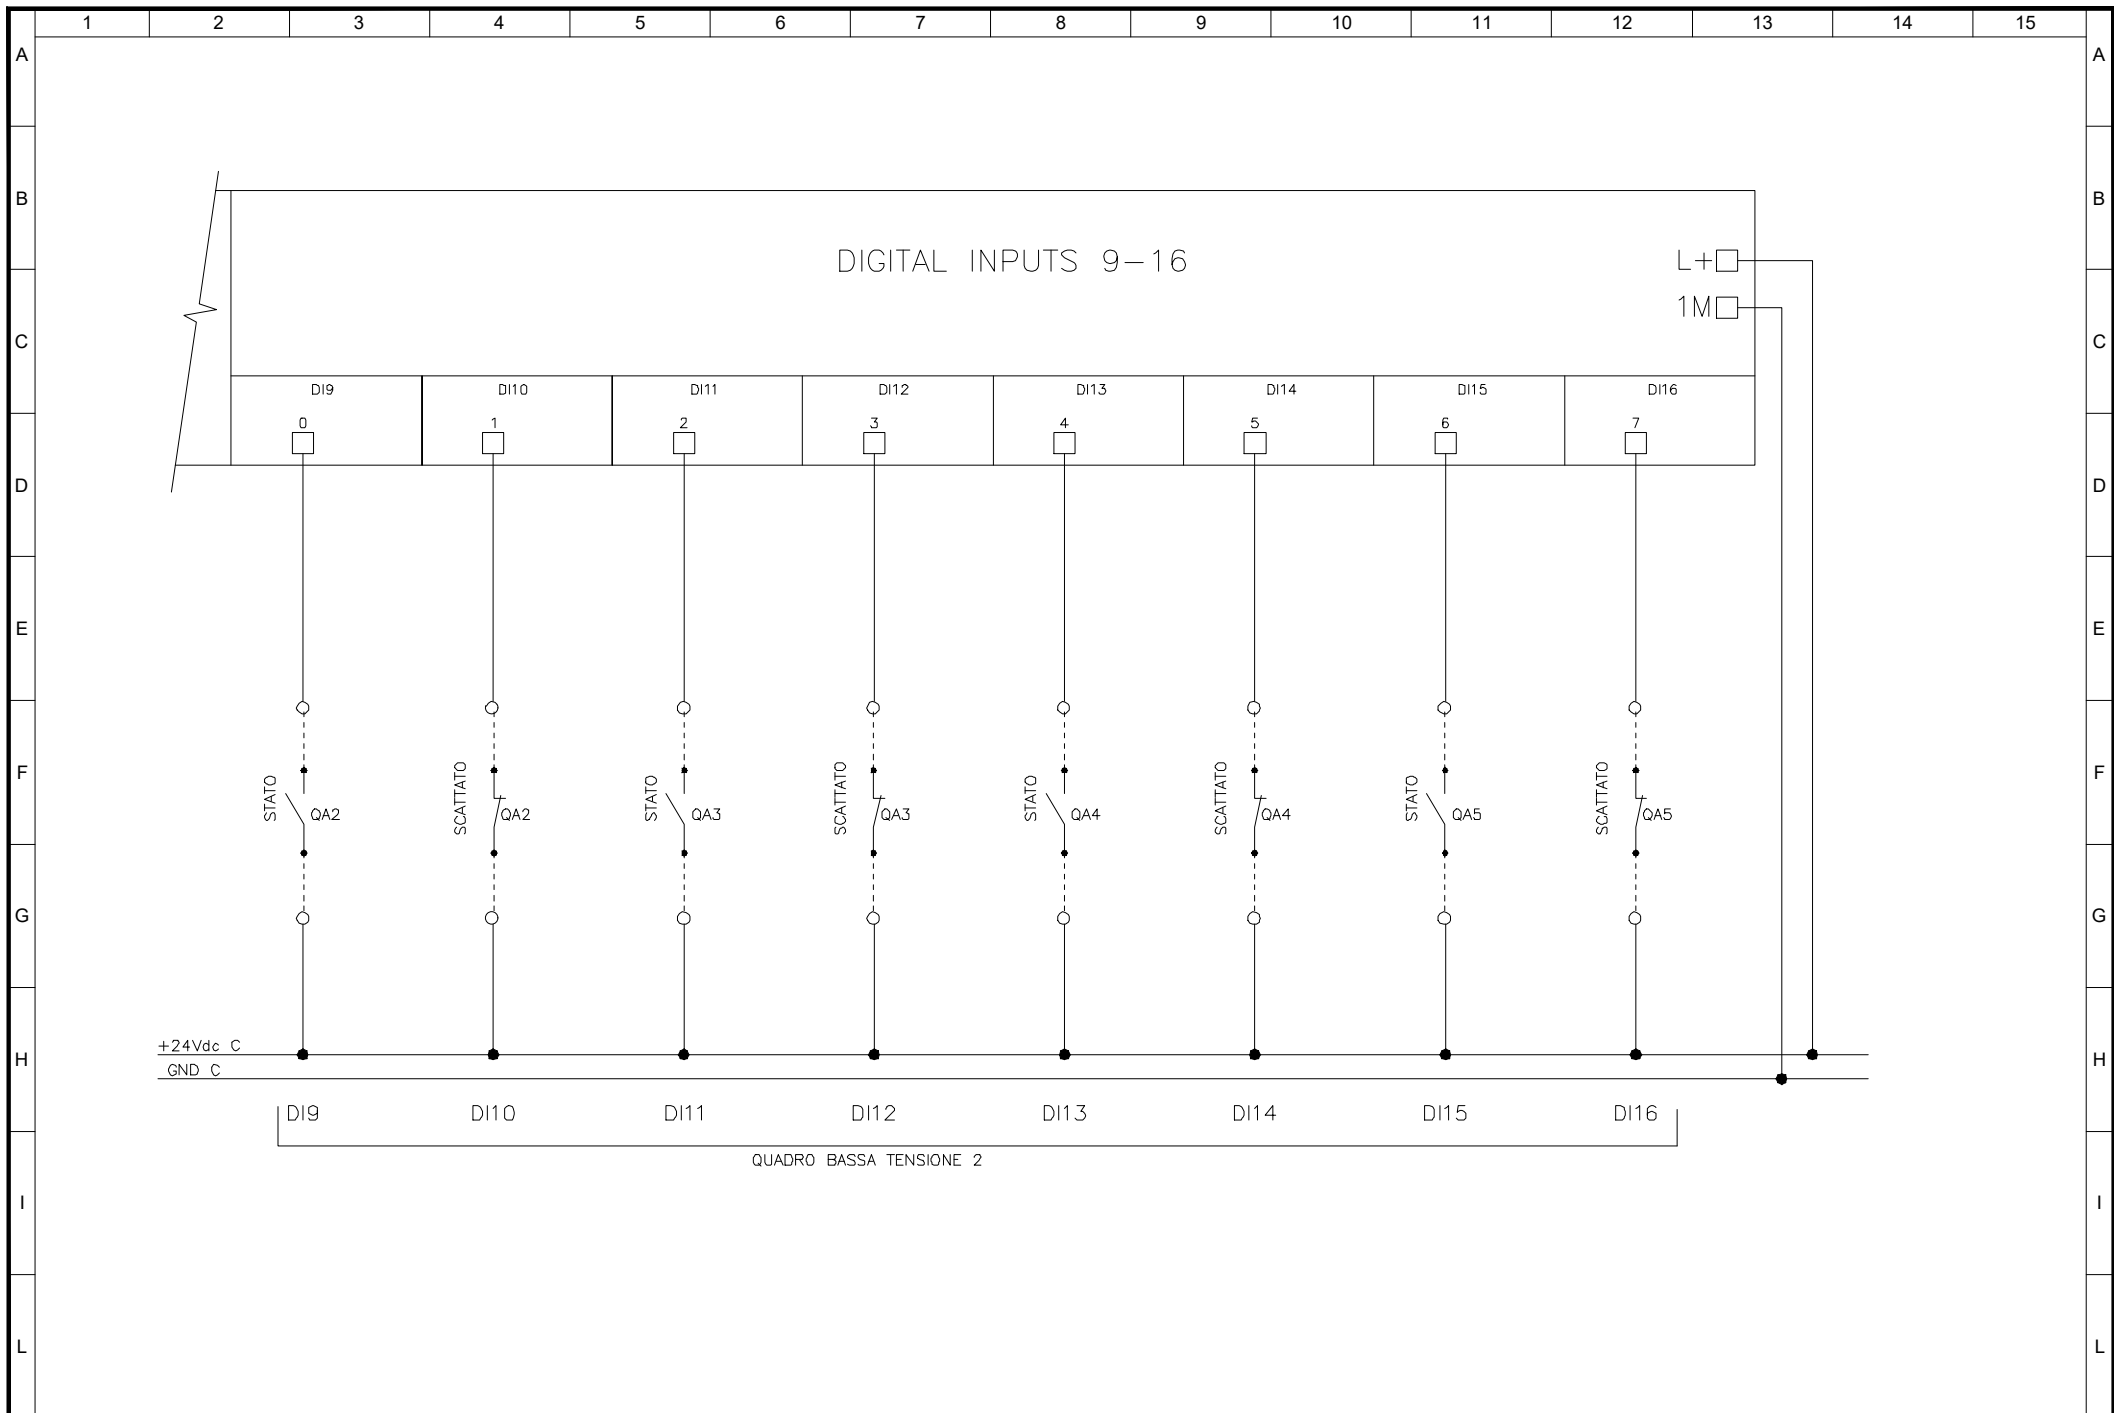 1 2 3 4 5 6 7 8 9 10 11 12 13 14 15
A A
B B
DIGITAL INPUTS 9-16 L+
1M
C C
DI9 DI10 DI11 DI12 DI13 DI14 DI15 DI16
0 1 2 3 4 5 6 7
D D
E E
F F
STATO QA2 SCATTATO QA2 STATO QA3 SCATTATO QA3 STATO QA4 SCATTATO QA4 STATO QA5 SCATTATO QA5
G G
+24Vdc C
H H
GND C
DI9 DI10 DI11 DI12 DI13 DI14 DI15 DI16
QUADRO BASSA TENSIONE 2
I I
L L